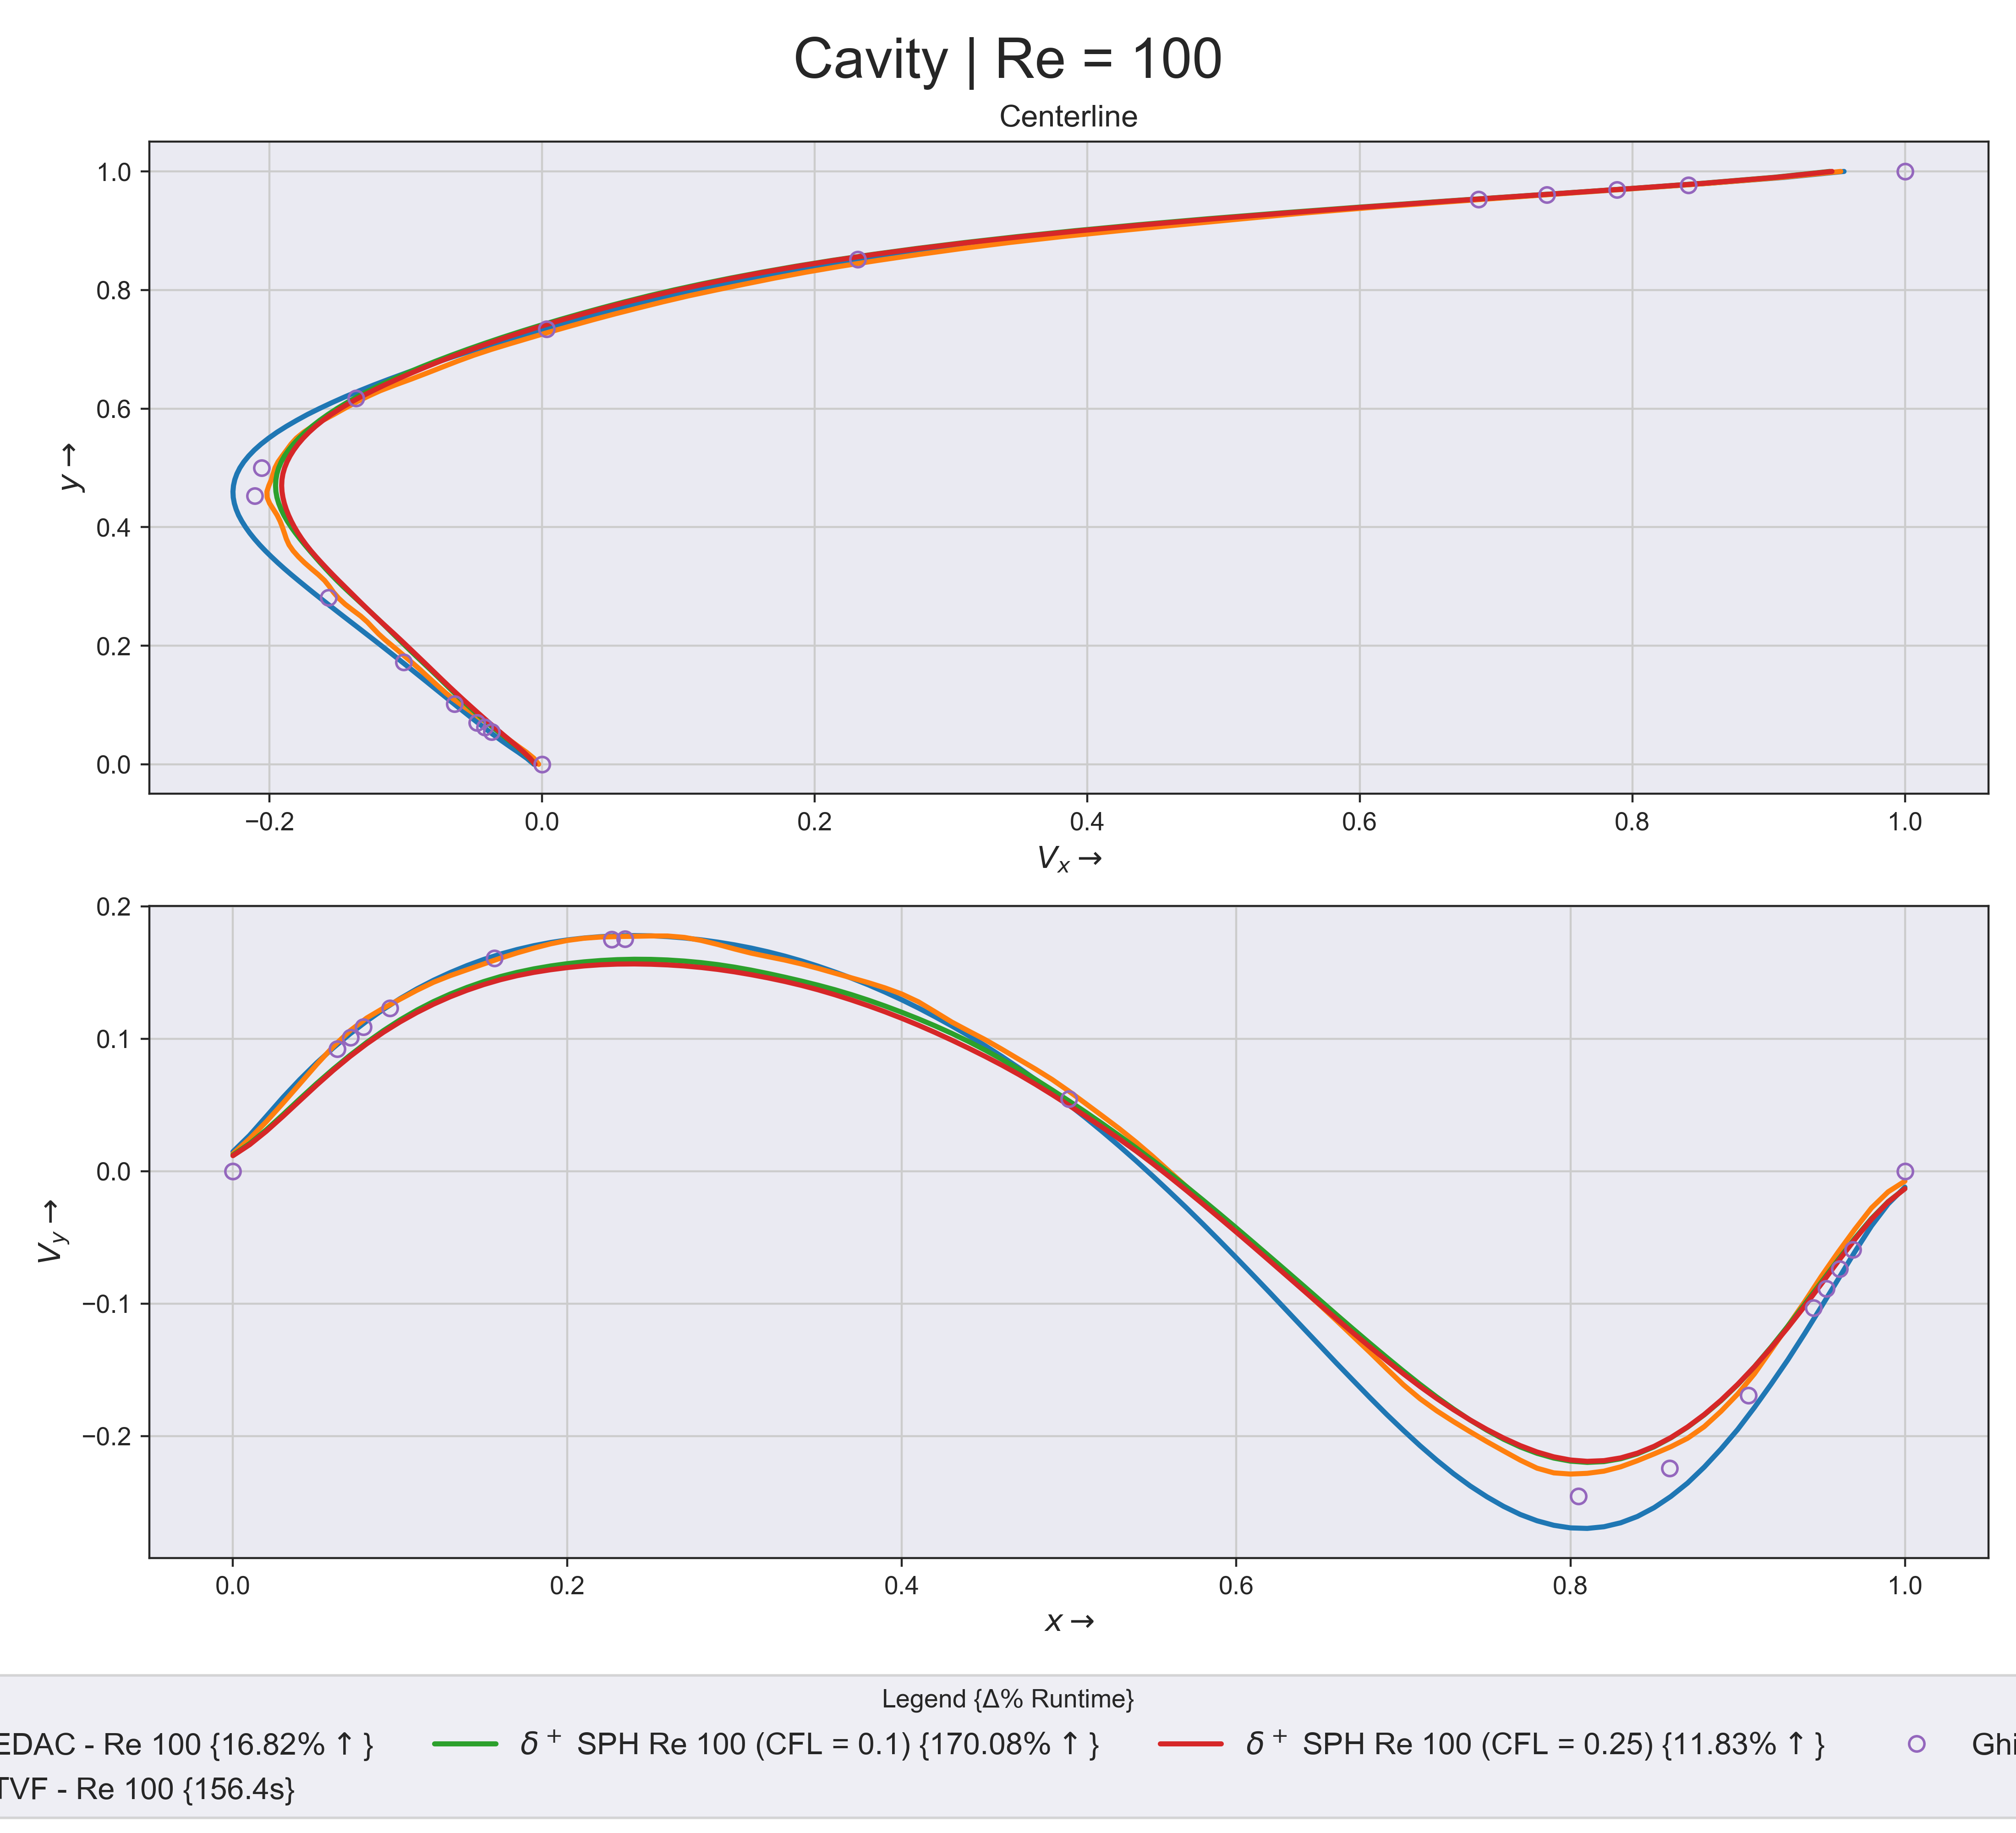 Cavity | Re = 100
Centerline
1.0
0.8
0.6
0.4
0.2
0.0
y →
−0.2 0.0 0.2 0.4 0.6 0.8 1.0
Vₓ →
0.2
0.1
0.0
−0.1
−0.2
V_y →
0.0 0.2 0.4 0.6 0.8 1.0
x →
Legend {Δ% Runtime}
EDAC - Re 100 {16.82% ↑} δ⁺ SPH Re 100 (CFL = 0.1) {170.08% ↑} δ⁺ SPH Re 100 (CFL = 0.25) {11.83% ↑}
TVF - Re 100 {156.4s}